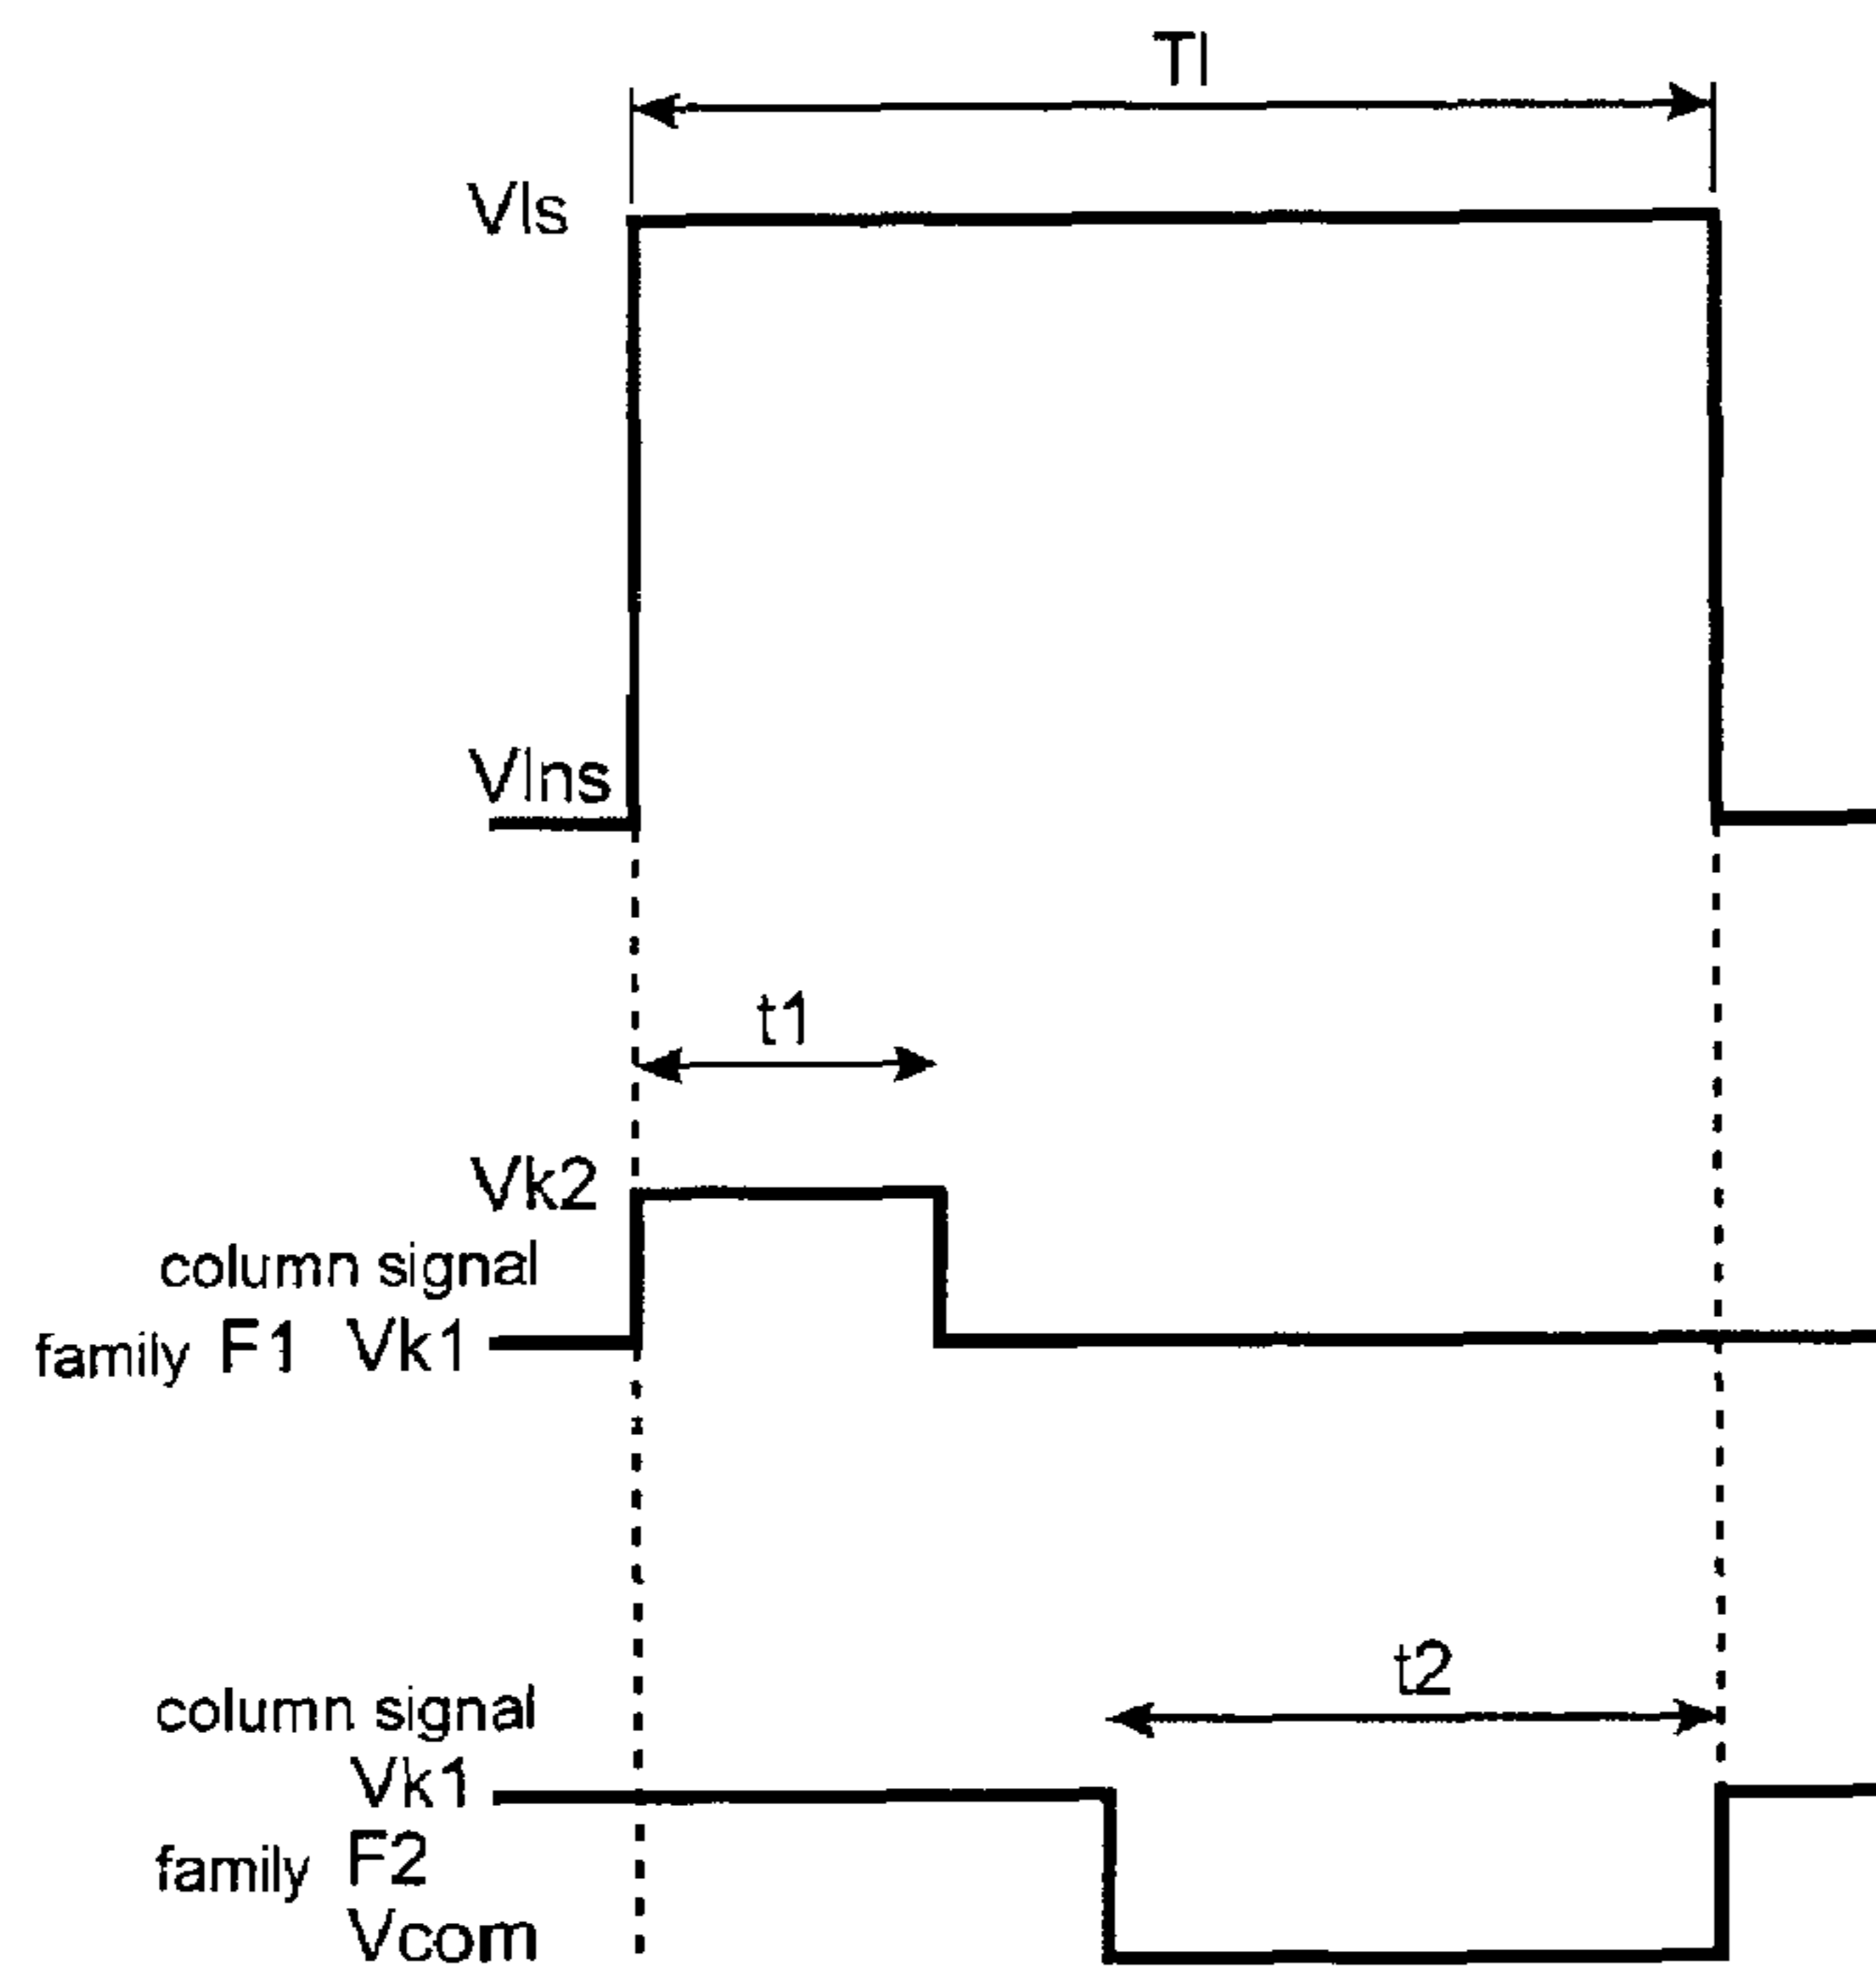 Tl
Vls
Vlns
t1
Vk2
column signal
family F1 Vk1
t2
column signal
Vk1
family F2
Vcom